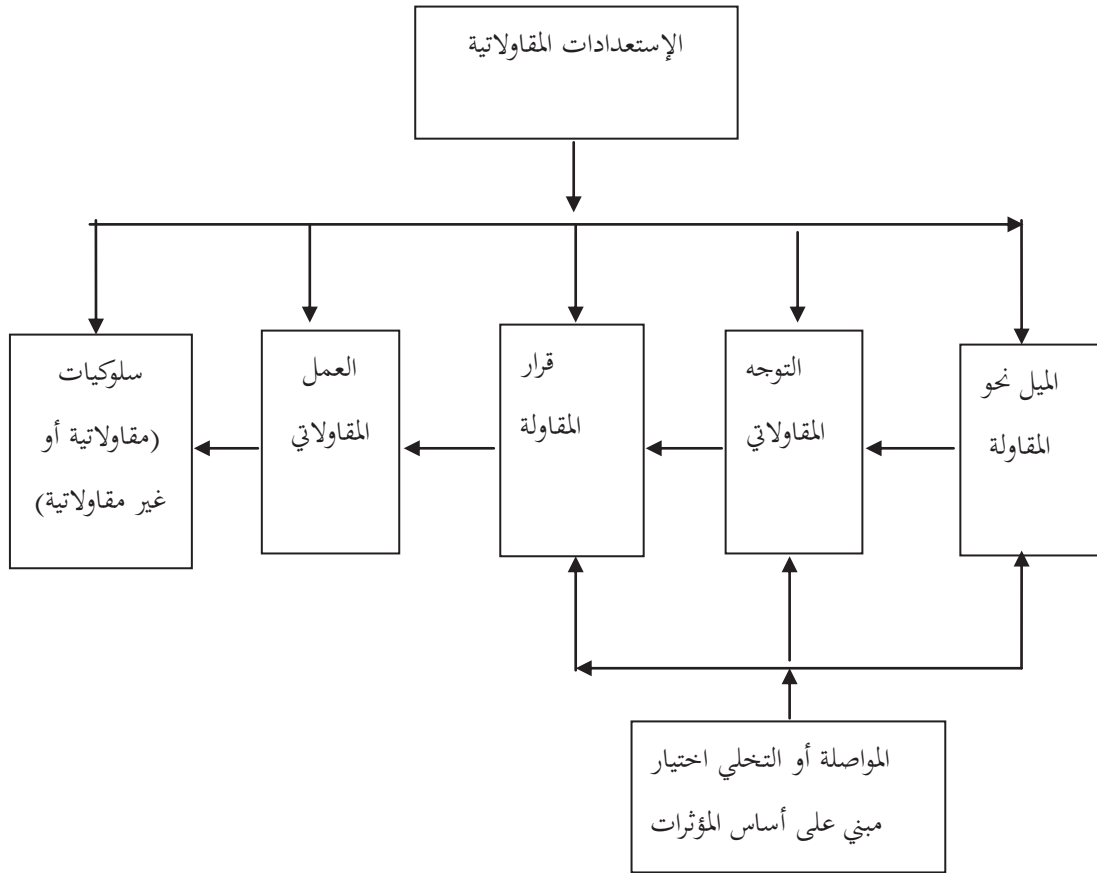 الإستعدادات المقاولاتية
الميل نحو
المقاولة
التوجه
المقاولاتي
قرار
المقاولة
العمل
المقاولاتي
سلوكيات
(مقاولاتية أو
غير مقاولاتية)
المواصلة أو التخلي اختيار
مبني على أساس المؤثرات